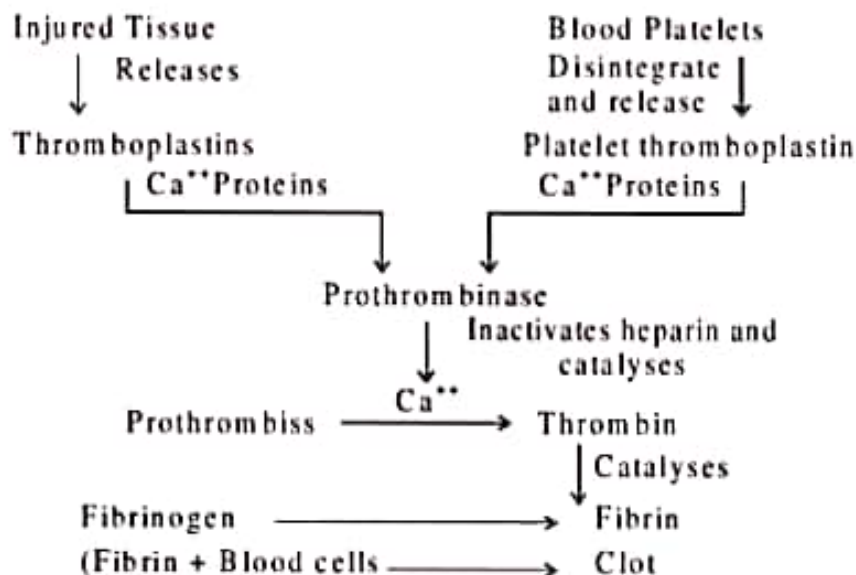 Injured Tissue
Releases
Thromboplastins
Ca++Proteins
Blood Platelets
Disintegrate
and release
Platelet thromboplastin
Ca++Proteins
Prothrombinase
Inactivates heparin and
catalyses
Ca++
Prothrombiss
Thrombin
Catalyses
Fibrinogen
Fibrin
(Fibrin + Blood cells
Clot